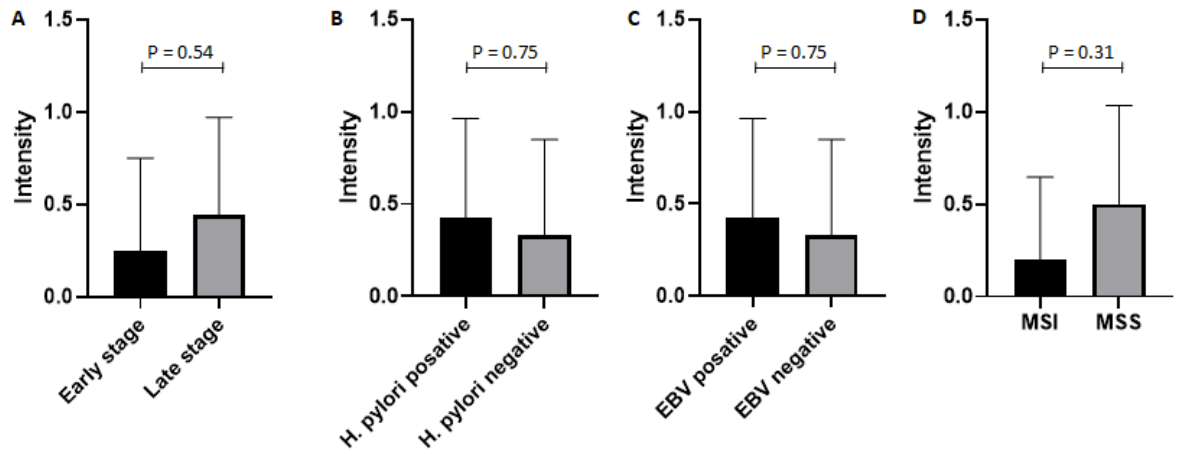 A
1.5
1.0
0.5
0.0
Intensity
P = 0.54
Early stage
Late stage
B
1.5
1.0
0.5
0.0
Intensity
P = 0.75
H. pylori posative
H. pylori negative
C
1.5
1.0
0.5
0.0
Intensity
P = 0.75
EBV posative
EBV negative
D
1.5
1.0
0.5
0.0
Intensity
P = 0.31
MSI
MSS